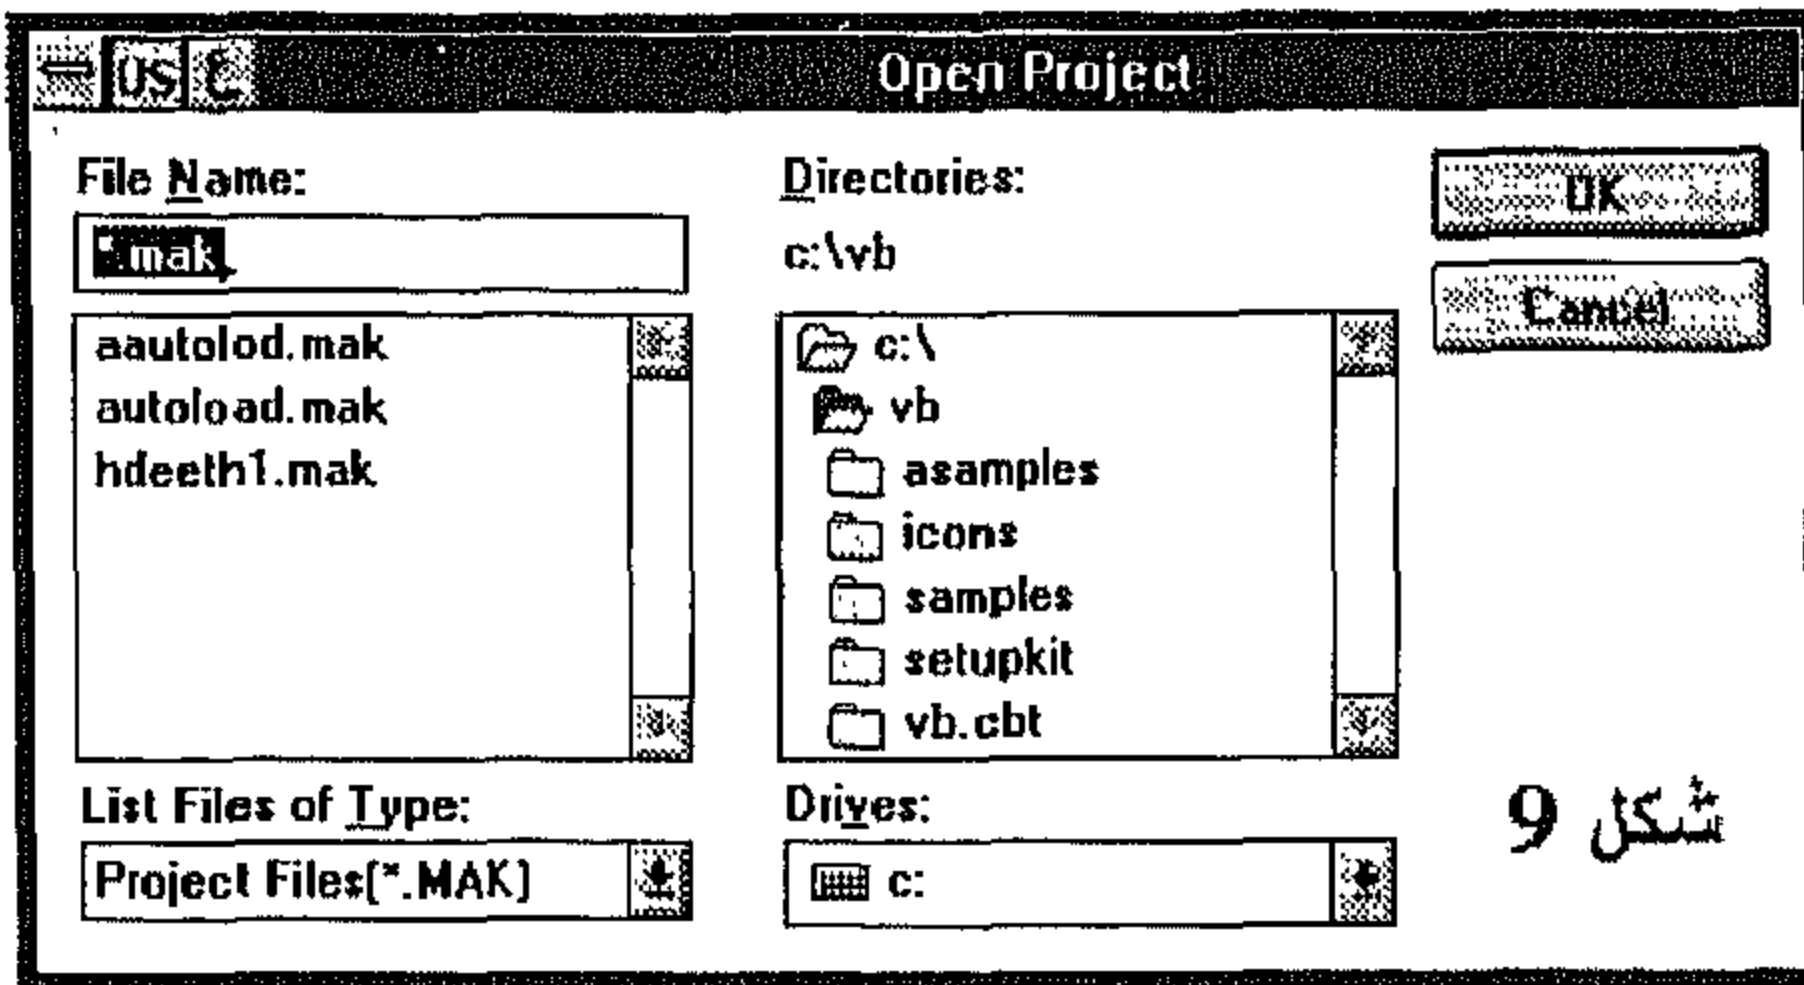 OS ع Open Project
File Name:
*.mak
aautolod.mak
autoload.mak
hdeeth1.mak
List Files of Type:
Project Files(*.MAK)
Directories:
c:\vb
c:\
vb
asamples
icons
samples
setupkit
vb.cbt
Drives:
c:
OK
Cancel
شكل 9